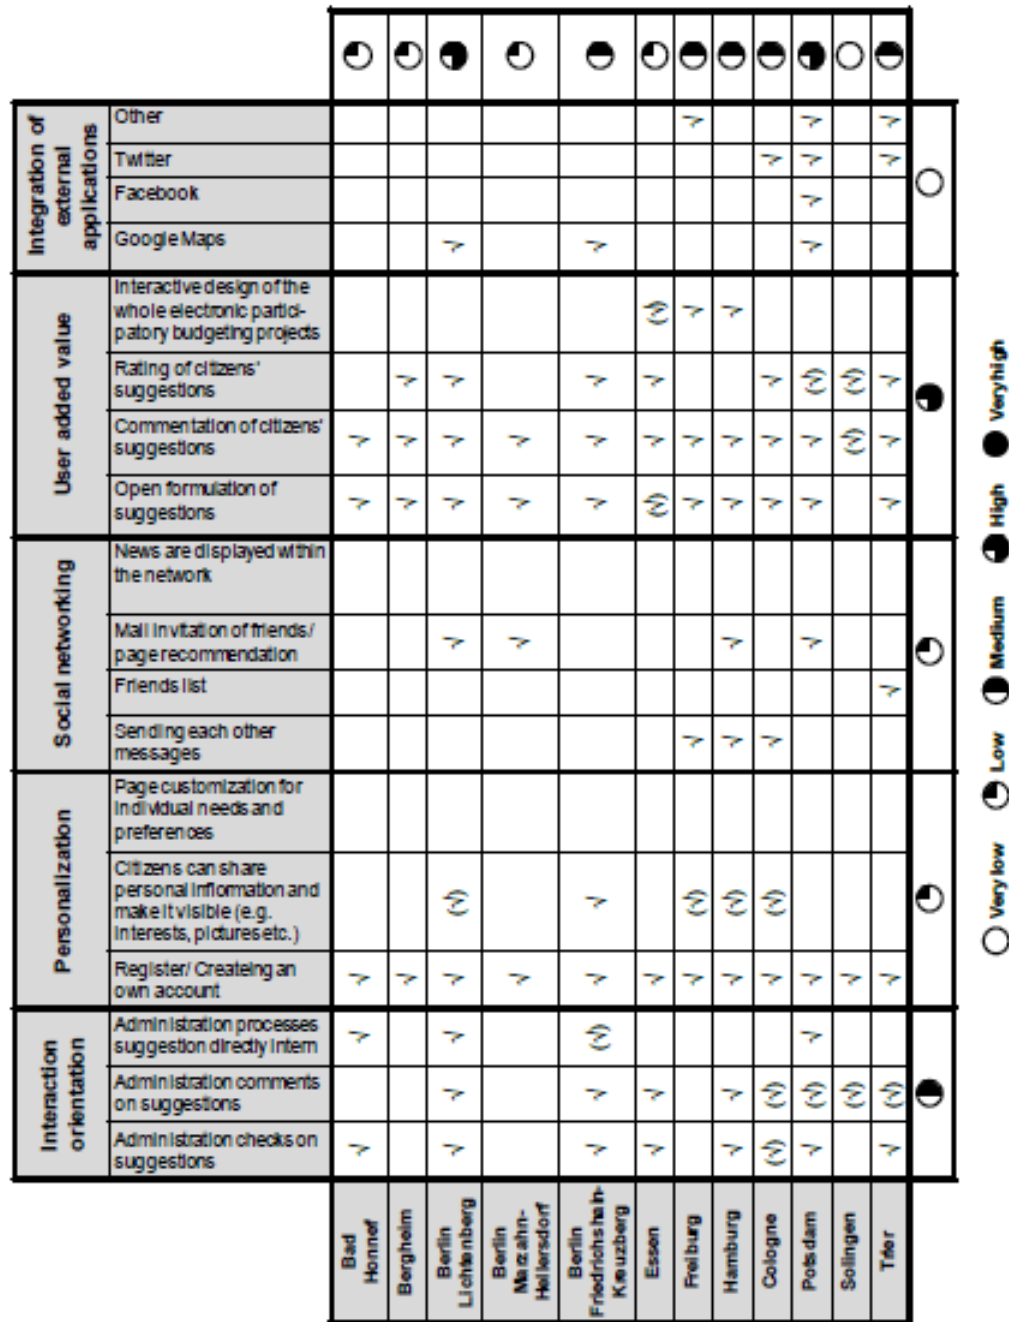 Integration of
external
applications
Other
Twitter
Facebook
Google Maps
User added value
Interactive design of the
whole electronic partici-
patory budgeting projects
Rating of citizens'
suggestions
Commentation of citizens'
suggestions
Open formulation of
suggestions
Social networking
News are displayed within
the network
Mail invitation of friends/
page recommendation
Friends list
Sending each other
messages
Personalization
Page customization for
individual needs and
preferences
Citizens can share
personal infiormation and
make it visible (e.g.
interests, pictures etc.)
Register/ Createing an
own account
Interaction
orientation
Administration processes
suggestion directly intern
Administration comments
on suggestions
Administration checks on
suggestions
Bad
Honnef
Bergheim
Berlin
Lichtenberg
Berlin
Marzahn-
Hellersdorf
Berlin
Friedrichshain-
Kreuzberg
Essen
Freiburg
Hamburg
Cologne
Potsdam
Solingen
Trier
Very low
Low
Medium
High
Very high